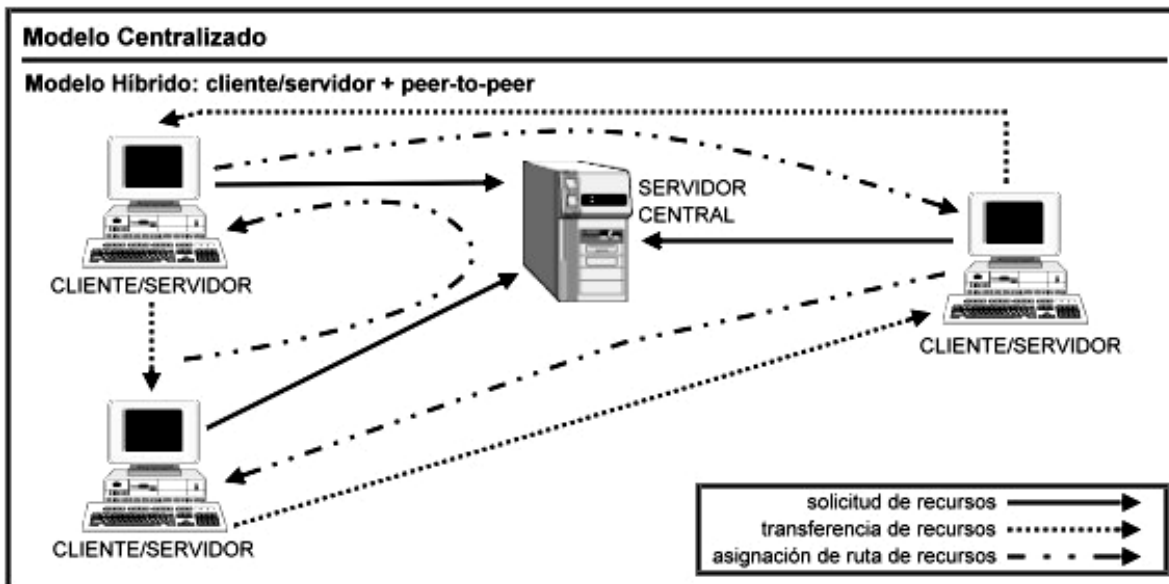 Modelo Centralizado
Modelo Híbrido: cliente/servidor + peer-to-peer
SERVIDOR
CENTRAL
CLIENTE/SERVIDOR
CLIENTE/SERVIDOR
CLIENTE/SERVIDOR
solicitud de recursos
transferencia de recursos
asignación de ruta de recursos